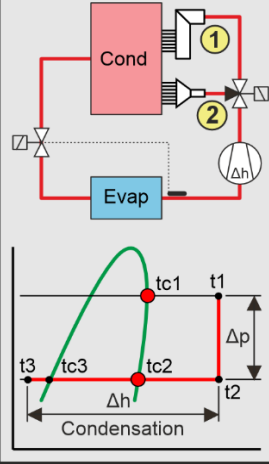 Cond
1
2
Δh
Evap
tc1
t1
Δp
t3
tc3
tc2
t2
Δh
Condensation